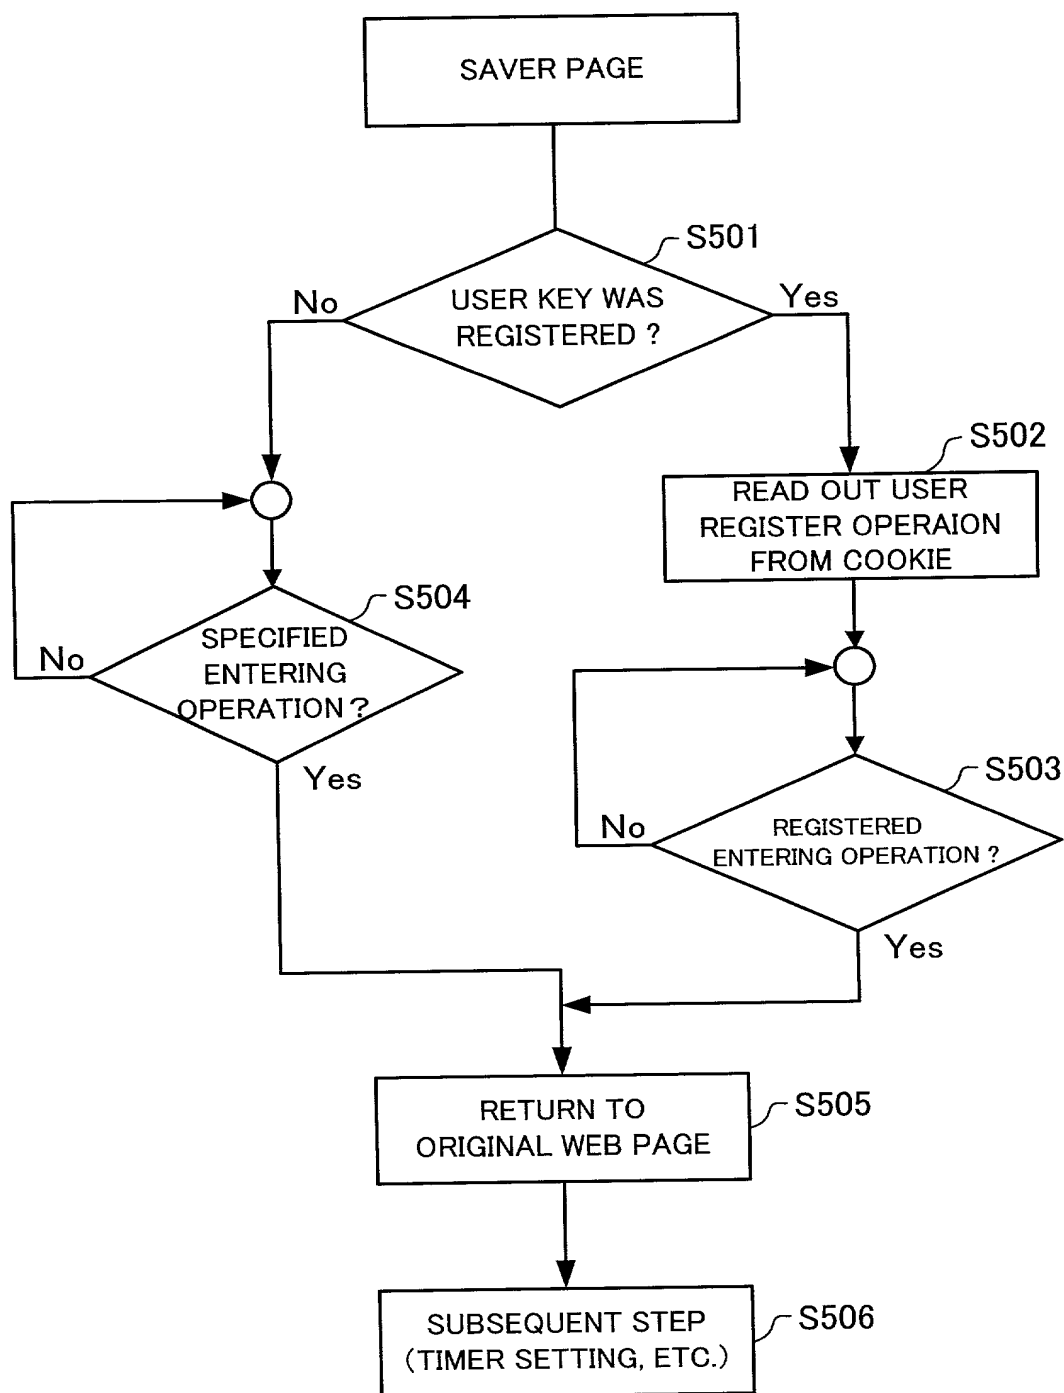 SAVER PAGE
S501
USER KEY WAS
REGISTERED ?
No
Yes
S502
READ OUT USER
REGISTER OPERAION
FROM COOKIE
S504
SPECIFIED
ENTERING
OPERATION ?
No
Yes
S503
REGISTERED
ENTERING OPERATION ?
No
Yes
RETURN TO
ORIGINAL WEB PAGE
S505
SUBSEQUENT STEP
(TIMER SETTING, ETC.)
S506